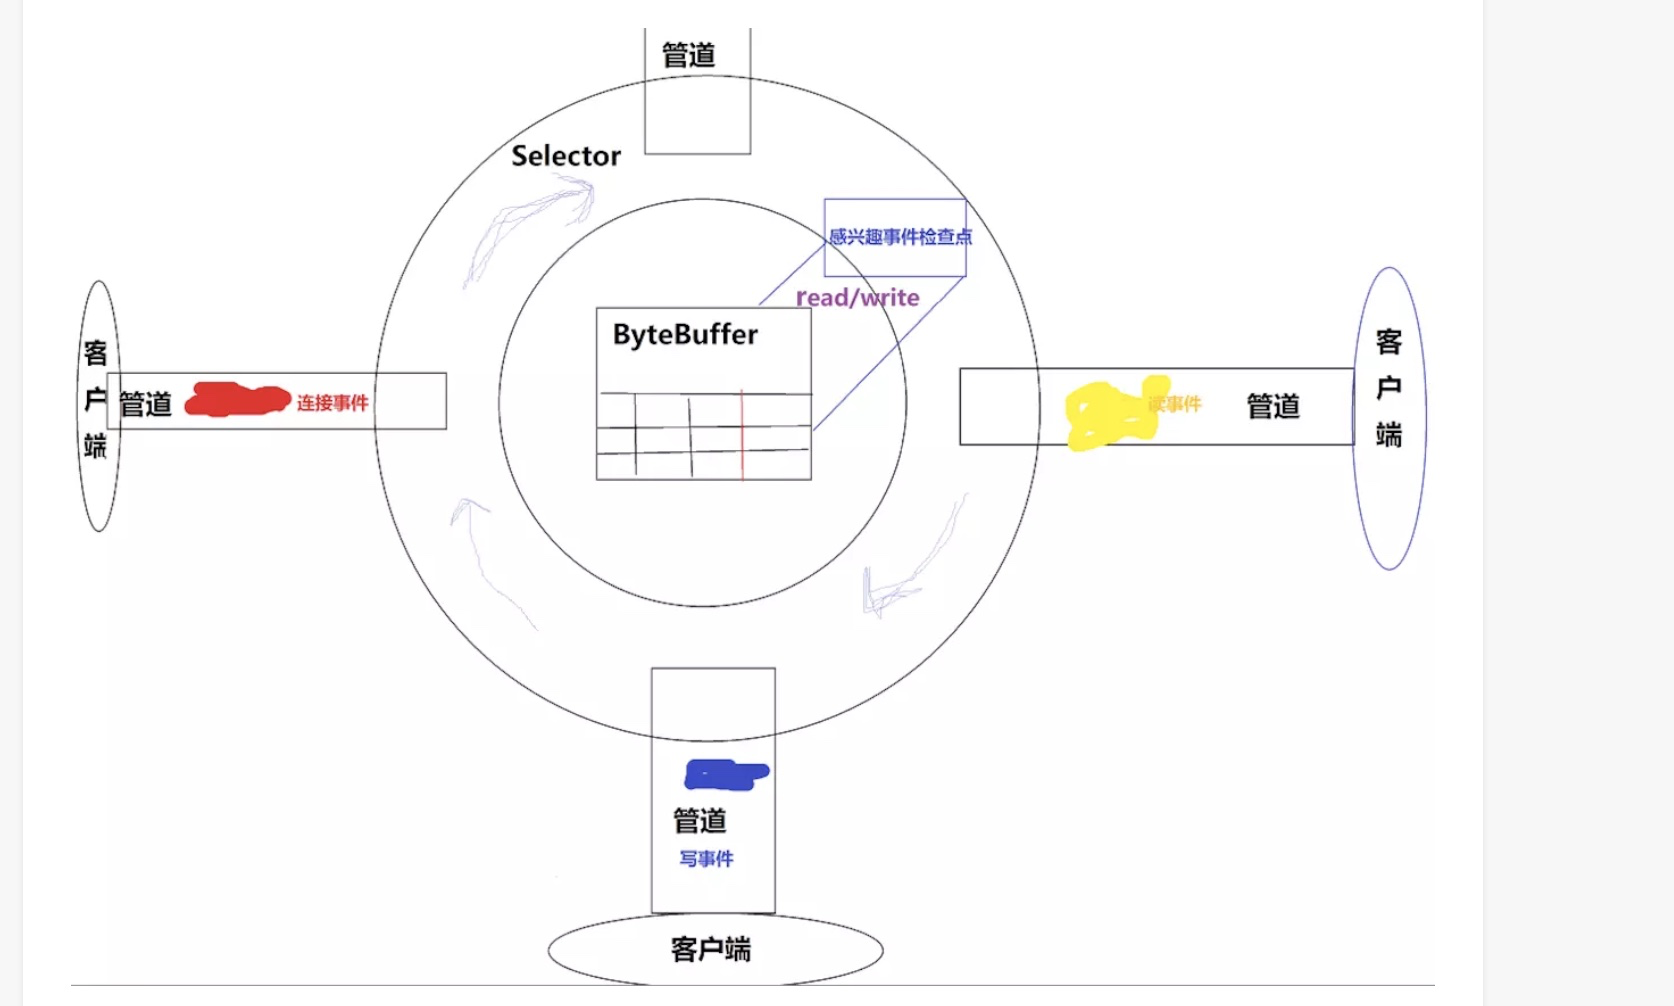 管道
Selector
感兴趣事件检查点
read/write
ByteBuffer
客
户
端
管道
连接事件
读事件
管道
客
户
端
管道
写事件
客户端